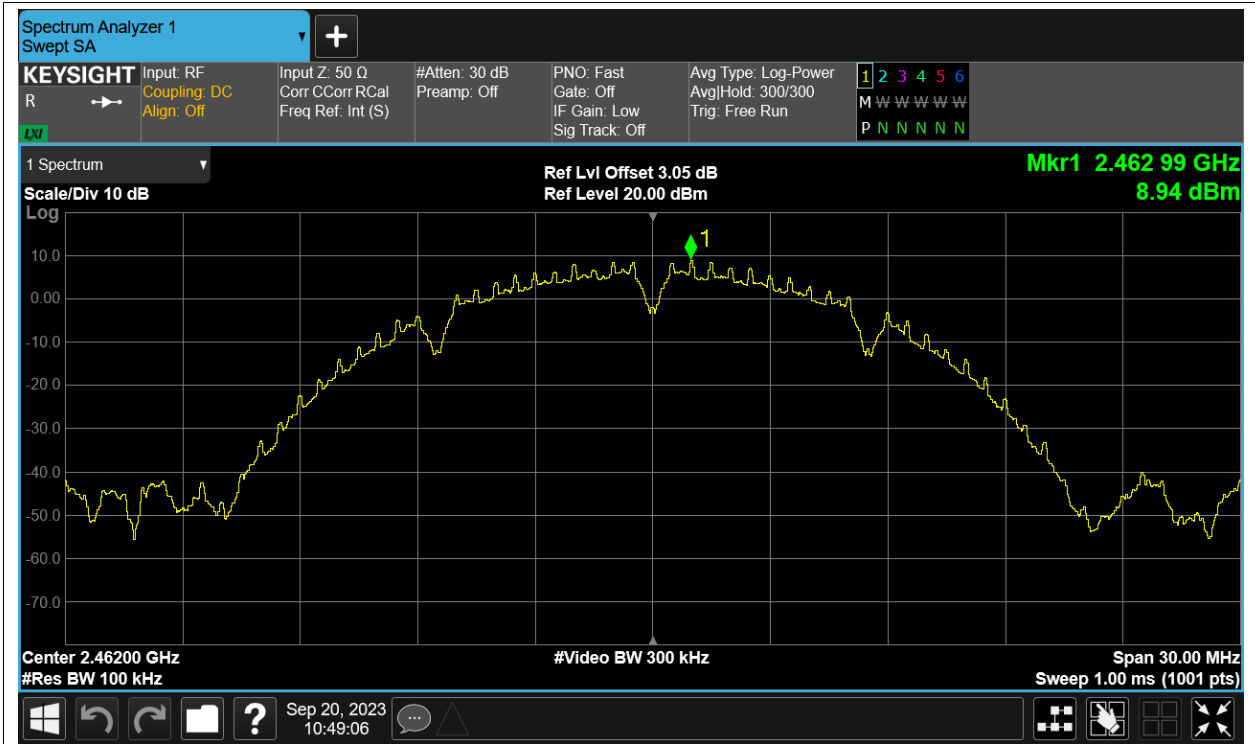 Spectrum Analyzer 1
Swept SA
KEYSIGHT
R
LXI
Input: RF
Coupling: DC
Align: Off
Input Z: 50 Ω
Corr CCorr RCal
Freq Ref: Int (S)
#Atten: 30 dB
Preamp: Off
PNO: Fast
Gate: Off
IF Gain: Low
Sig Track: Off
Avg Type: Log-Power
Avg|Hold: 300/300
Trig: Free Run
1 2 3 4 5 6
M W W W W W
P N N N N N
1 Spectrum
Scale/Div 10 dB
Log
Ref Lvl Offset 3.05 dB
Ref Level 20.00 dBm
Mkr1 2.462 99 GHz
8.94 dBm
1
10.0
0.00
-10.0
-20.0
-30.0
-40.0
-50.0
-60.0
-70.0
Center 2.46200 GHz
#Video BW 300 kHz
Span 30.00 MHz
#Res BW 100 kHz
Sweep 1.00 ms (1001 pts)
?
Sep 20, 2023
10:49:06